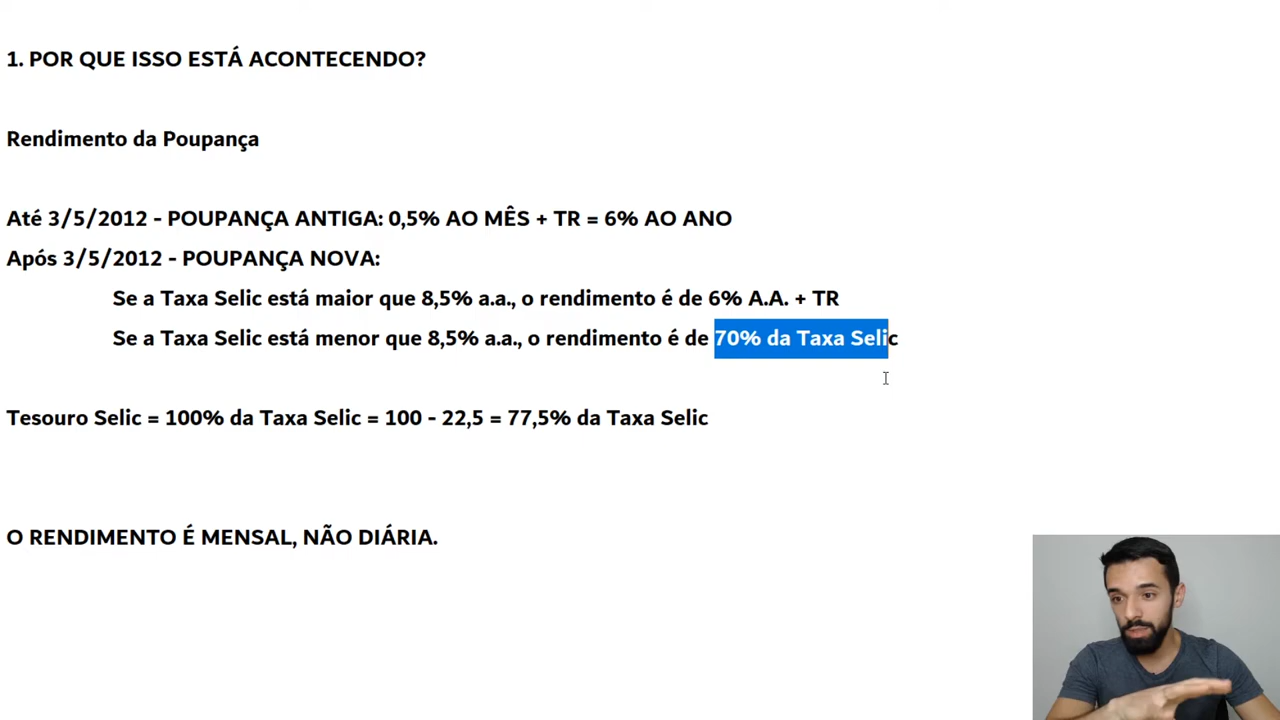 1. POR QUE ISSO ESTÁ ACONTECENDO?
Rendimento da Poupança
Até 3/5/2012 - POUPANÇA ANTIGA: 0,5% AO MÊS + TR = 6% AO ANO
Após 3/5/2012 - POUPANÇA NOVA:
Se a Taxa Selic está maior que 8,5% a.a., o rendimento é de 6% A.A. + TR
Se a Taxa Selic está menor que 8,5% a.a., o rendimento é de 70% da Taxa Selic
Tesouro Selic = 100% da Taxa Selic = 100 - 22,5 = 77,5% da Taxa Selic
O RENDIMENTO É MENSAL, NÃO DIÁRIA.